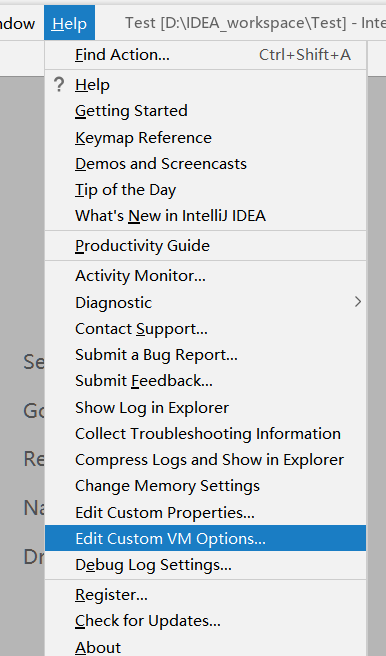 ndow Help Test [D:\IDEA_workspace\Test] - Inte
Find Action... Ctrl+Shift+A
? Help
Getting Started
Keymap Reference
Demos and Screencasts
Tip of the Day
What's New in IntelliJ IDEA
Productivity Guide
Activity Monitor...
Diagnostic
Contact Support...
Submit a Bug Report...
Se
Submit Feedback...
Show Log in Explorer
Go
Collect Troubleshooting Information
Re
Compress Logs and Show in Explorer
Change Memory Settings
Na
Edit Custom Properties...
Edit Custom VM Options...
Dr
Debug Log Settings...
Register...
Check for Updates...
About